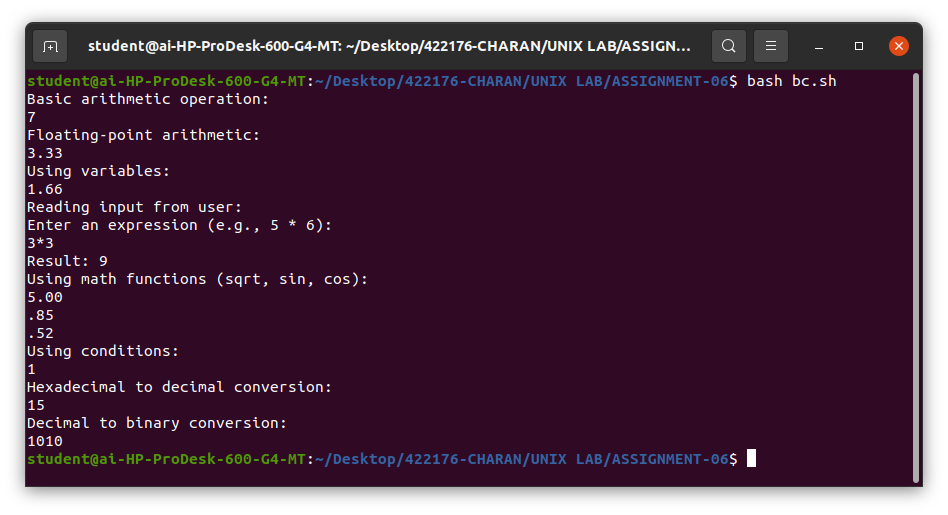 student@ai-HP-ProDesk-600-G4-MT: ~/Desktop/422176-CHARAN/UNIX LAB/ASSIGN...
student@ai-HP-ProDesk-600-G4-MT:~/Desktop/422176-CHARAN/UNIX LAB/ASSIGNMENT-06$ bash bc.sh
Basic arithmetic operation:
7
Floating-point arithmetic:
3.33
Using variables:
1.66
Reading input from user:
Enter an expression (e.g., 5 * 6):
3*3
Result: 9
Using math functions (sqrt, sin, cos):
5.00
.85
.52
Using conditions:
1
Hexadecimal to decimal conversion:
15
Decimal to binary conversion:
1010
student@ai-HP-ProDesk-600-G4-MT:~/Desktop/422176-CHARAN/UNIX LAB/ASSIGNMENT-06$